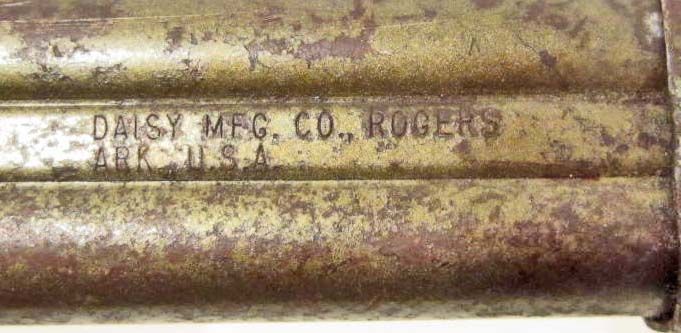 DAISY MFG. CO., ROGERS
ARK. U.S.A.